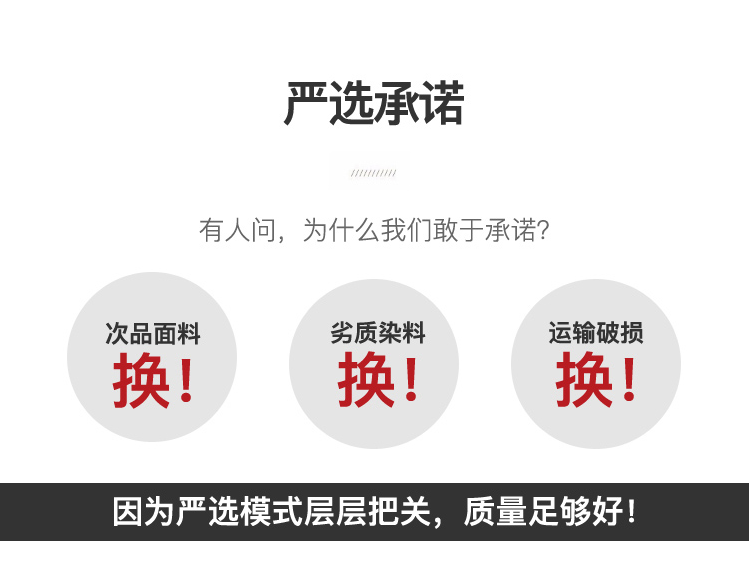 严选承诺
有人问，为什么我们敢于承诺？
次品面料
换！
劣质染料
换！
运输破损
换！
因为严选模式层层把关，质量足够好！